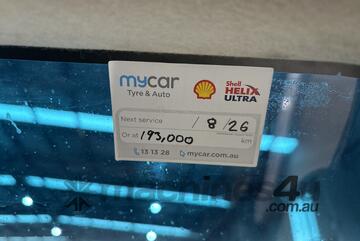 mycar
Tyre & Auto
Shell
HELIX
ULTRA
Next service / 8 / 26
Or at 193,000 km
13 13 28 mycar.com.au
machines4u
.com.au